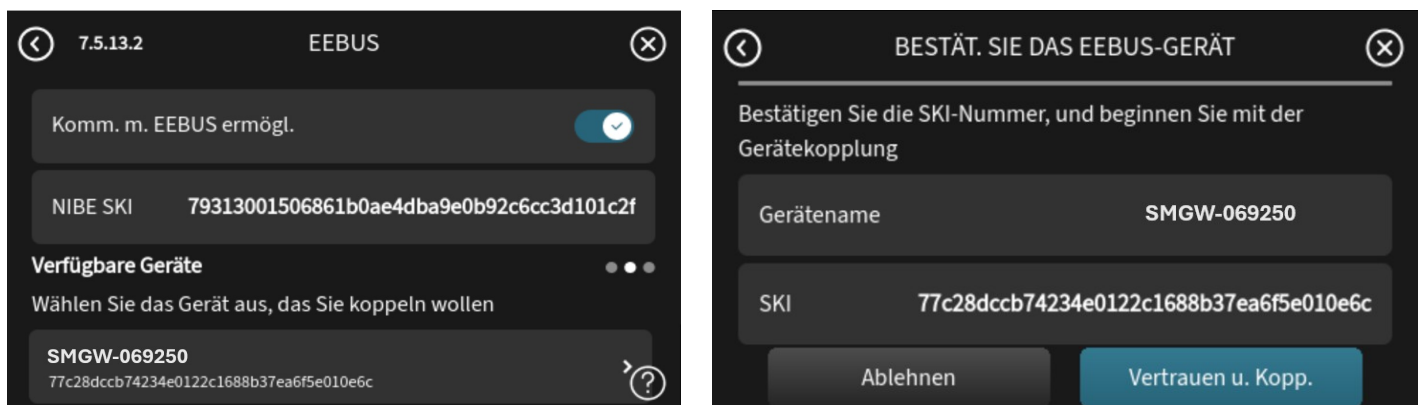 7.5.13.2 EEBUS
Komm. m. EEBUS ermögl.
NIBE SKI 79313001506861b0ae4dba9e0b92c6cc3d101c2f
Verfügbare Geräte
Wählen Sie das Gerät aus, das Sie koppeln wollen
SMGW-069250
77c28dccb74234e0122c1688b37ea6f5e010e6c
?
BESTÄT. SIE DAS EEBUS-GERÄT
Bestätigen Sie die SKI-Nummer, und beginnen Sie mit der
Gerätekopplung
Gerätename SMGW-069250
SKI 77c28dccb74234e0122c1688b37ea6f5e010e6c
Ablehnen Vertrauen u. Kopp.